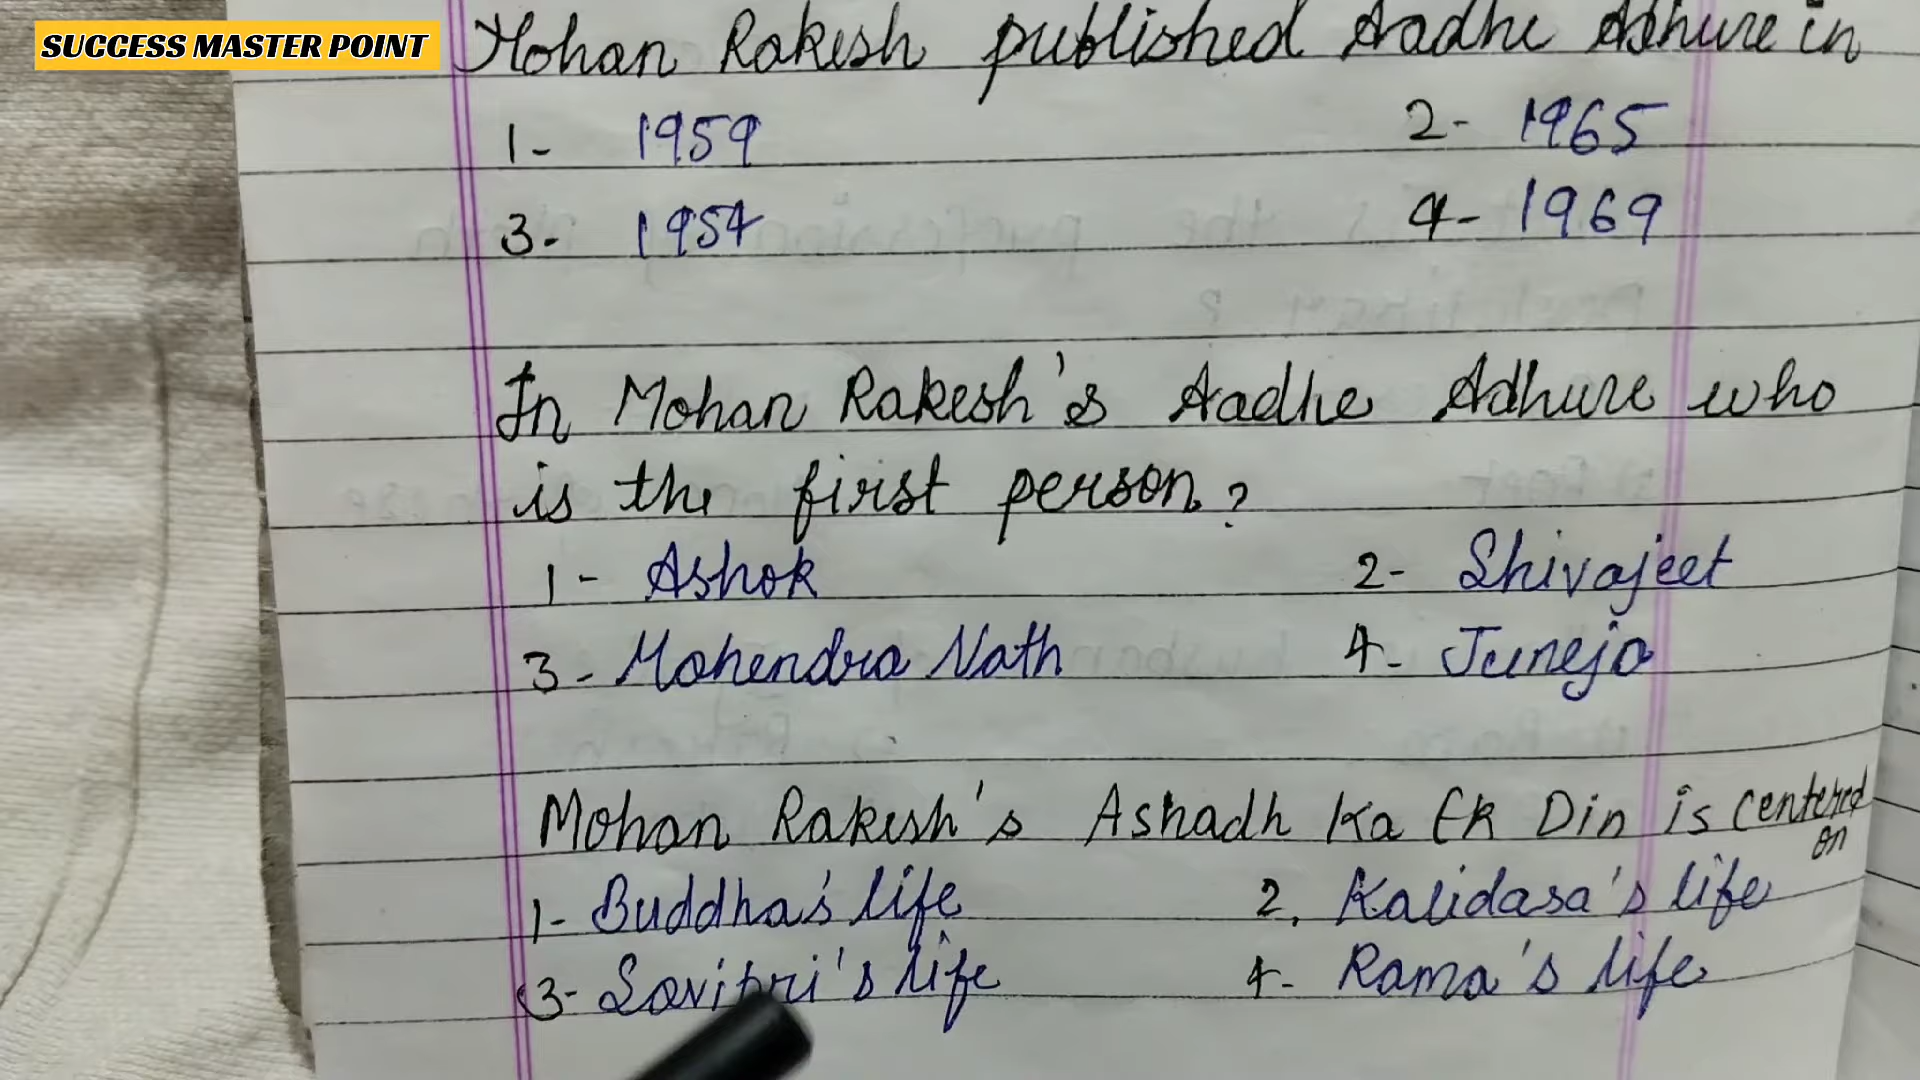 SUCCESS MASTER POINT
Mohan Rakesh published Aadhe Adhure in
1- 1959 2- 1965
3- 1954 4- 1969
In Mohan Rakesh's Aadhe Adhure who
is the first person?
1- Ashok 2- Shivajeet
3- Mahendra Nath 4- Juneja
Mohan Rakesh's Ashadh Ka Ek Din is centered
on
1- Buddha's life 2. Kalidasa's life
3- Savitri's life 4- Rama's life